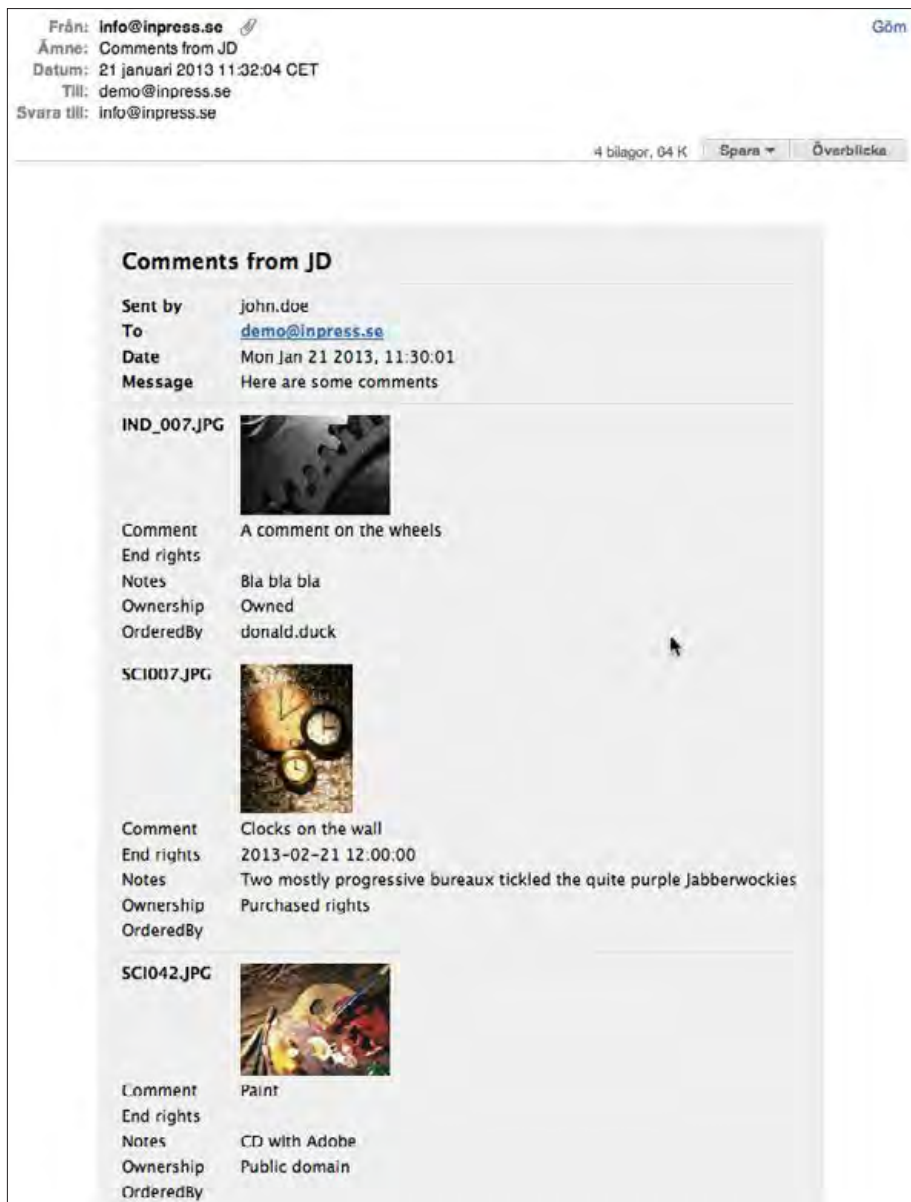 Från: info@inpress.se
Göm
Ämne: Comments from JD
Datum: 21 januari 2013 11:32:04 CET
Till: demo@inpress.se
Svara till: info@inpress.se
4 bilagor, 64 K Spara Överblicka
Comments from JD
Sent by john.doe
To demo@inpress.se
Date Mon Jan 21 2013, 11:30:01
Message Here are some comments
IND_007.JPG
Comment A comment on the wheels
End rights
Notes Bla bla bla
Ownership Owned
OrderedBy donald.duck
SCI007.JPG
Comment Clocks on the wall
End rights 2013-02-21 12:00:00
Notes Two mostly progressive bureaux tickled the quite purple Jabberwockies
Ownership Purchased rights
OrderedBy
SCI042.JPG
Comment Paint
End rights
Notes CD with Adobe
Ownership Public domain
OrderedBy